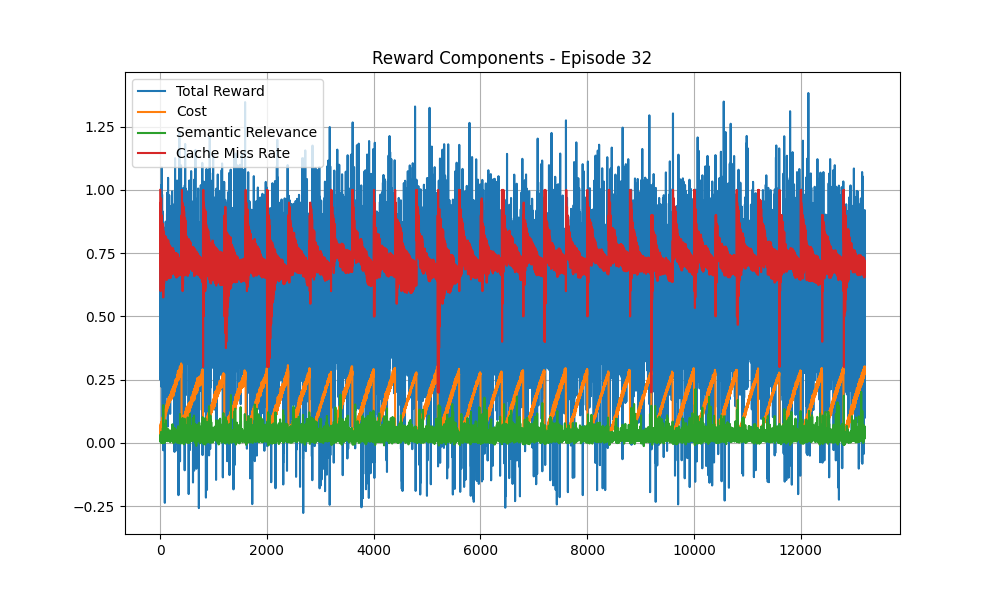 Reward Components - Episode 32
Total Reward
Cost
Semantic Relevance
Cache Miss Rate
1.25
1.00
0.75
0.50
0.25
0.00
−0.25
0 2000 4000 6000 8000 10000 12000